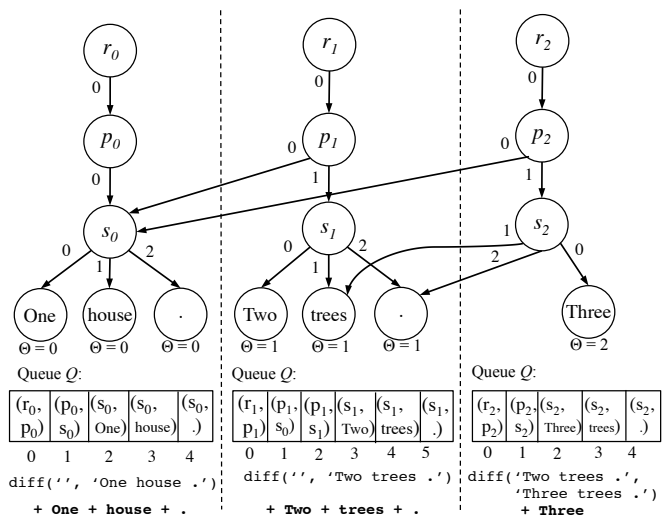 r0 r1 r2
0 0 0
p0 p1 p2
0 0 1 0 1
s0 s1 s2
0 1 2 0 1 2 1 2 0
One house . Two trees . Three
Θ = 0 Θ = 0 Θ = 0 Θ = 1 Θ = 1 Θ = 1 Θ = 2
Queue Q: Queue Q: Queue Q:
(r0, p0) (p0, s0) (s0, One) (s0, house) (s0, .)
0 1 2 3 4
(r1, p1) (p1, s0) (p1, s1) (s1, Two) (s1, trees) (s1, .)
0 1 2 3 4 5
(r2, p2) (p2, s2) (s2, Three) (s2, trees) (s2, .)
0 1 2 3 4
diff('', 'One house .')
+ One + house + .
diff('', 'Two trees .')
+ Two + trees + .
diff('Two trees .',
'Three trees .')
+ Three